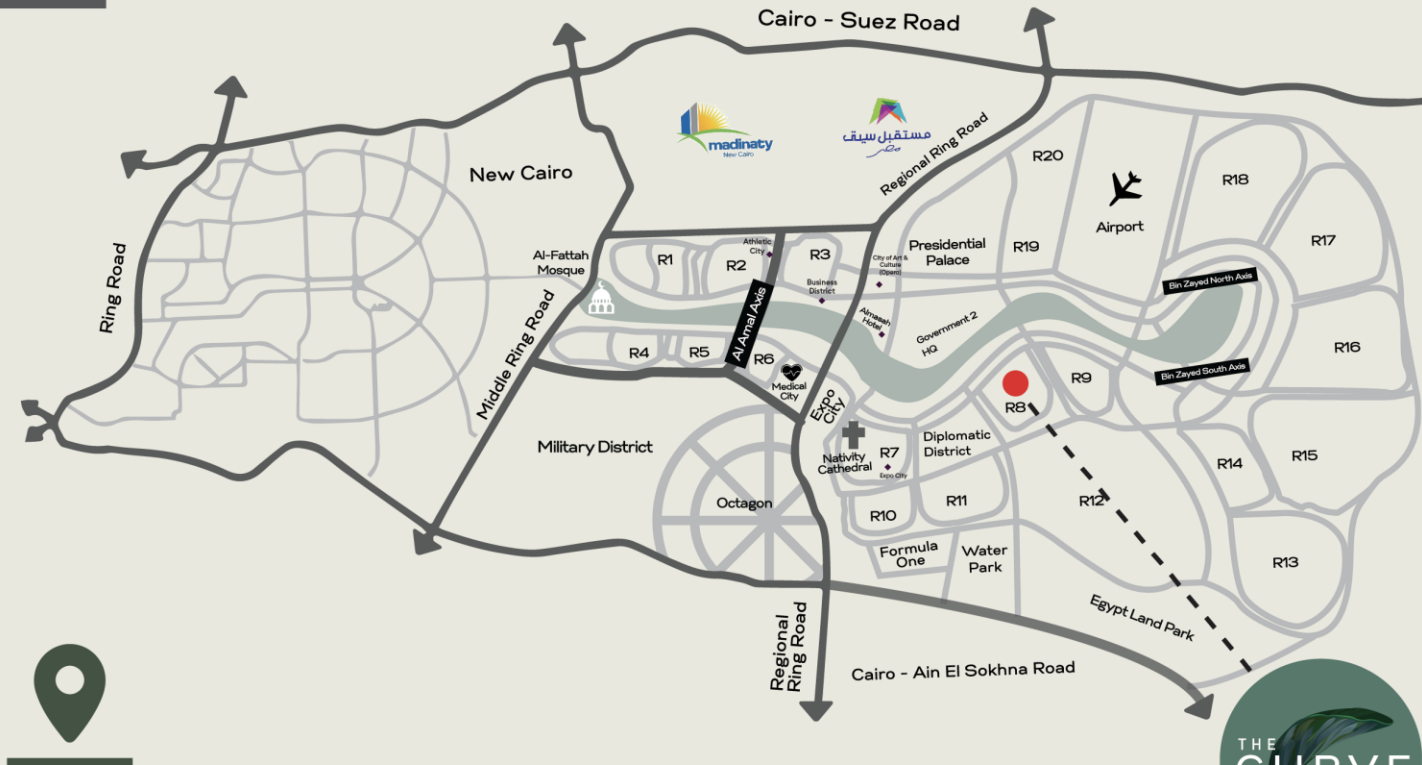 Cairo - Suez Road
madinaty
New Cairo
مستقبل سيتي
مصر
Regional Ring Road
New Cairo
Ring Road
Al-Fattah
Mosque
Middle Ring Road
R1
R2
Athletic
City
R3
Business
District
City of Art &
Culture
(Opera)
Almasah
Hotel
Presidential
Palace
R20
R19
Airport
R18
R17
Bin Zayed North Axis
Government 2
HQ
Al Amal Axis
R4
R5
R6
Medical
City
Expo
City
R8
R9
Bin Zayed South Axis
R16
Military District
Octagon
Nativity
Cathedral
R7
Expo City
Diplomatic
District
R10
R11
R12
R14
R15
R13
Formula
One
Water
Park
Egypt Land Park
Regional
Ring Road
Cairo - Ain El Sokhna Road
THE
CURVE